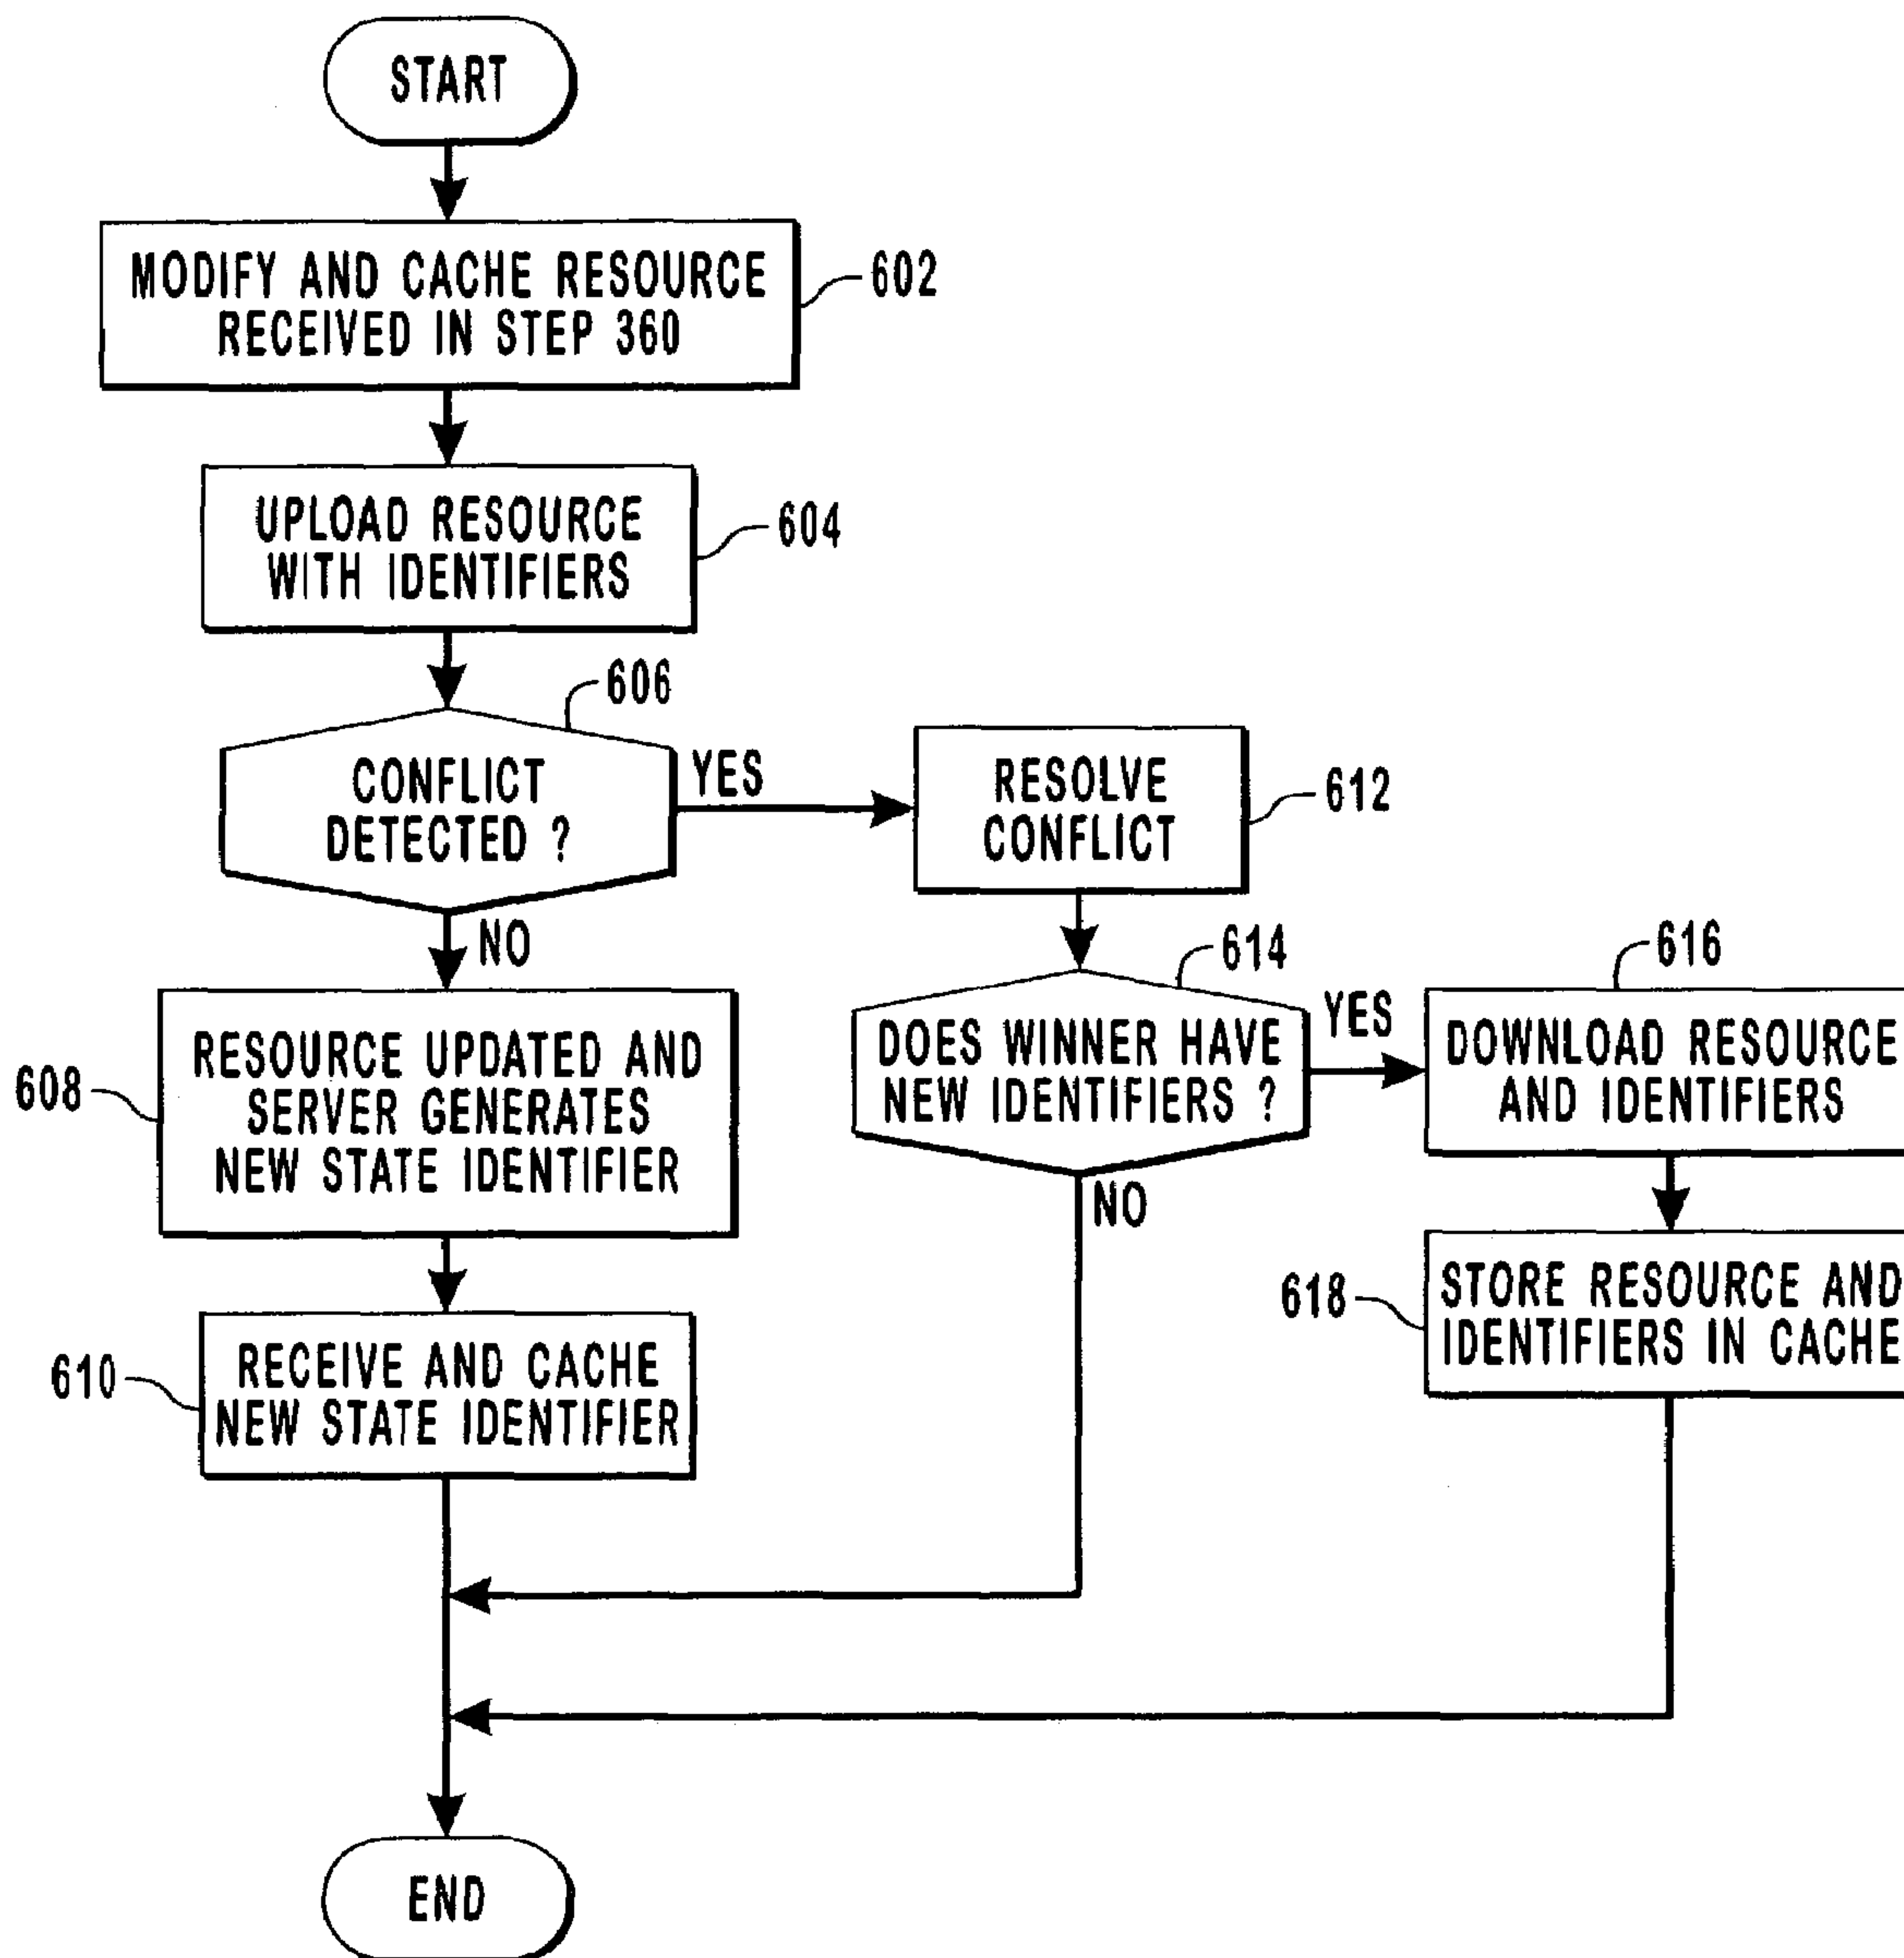 START
MODIFY AND CACHE RESOURCE
RECEIVED IN STEP 360
602
UPLOAD RESOURCE
WITH IDENTIFIERS
604
606
CONFLICT
DETECTED ?
YES
NO
RESOLVE
CONFLICT
612
614
DOES WINNER HAVE
NEW IDENTIFIERS ?
YES
NO
616
DOWNLOAD RESOURCE
AND IDENTIFIERS
608
RESOURCE UPDATED AND
SERVER GENERATES
NEW STATE IDENTIFIER
618
STORE RESOURCE AND
IDENTIFIERS IN CACHE
610
RECEIVE AND CACHE
NEW STATE IDENTIFIER
END